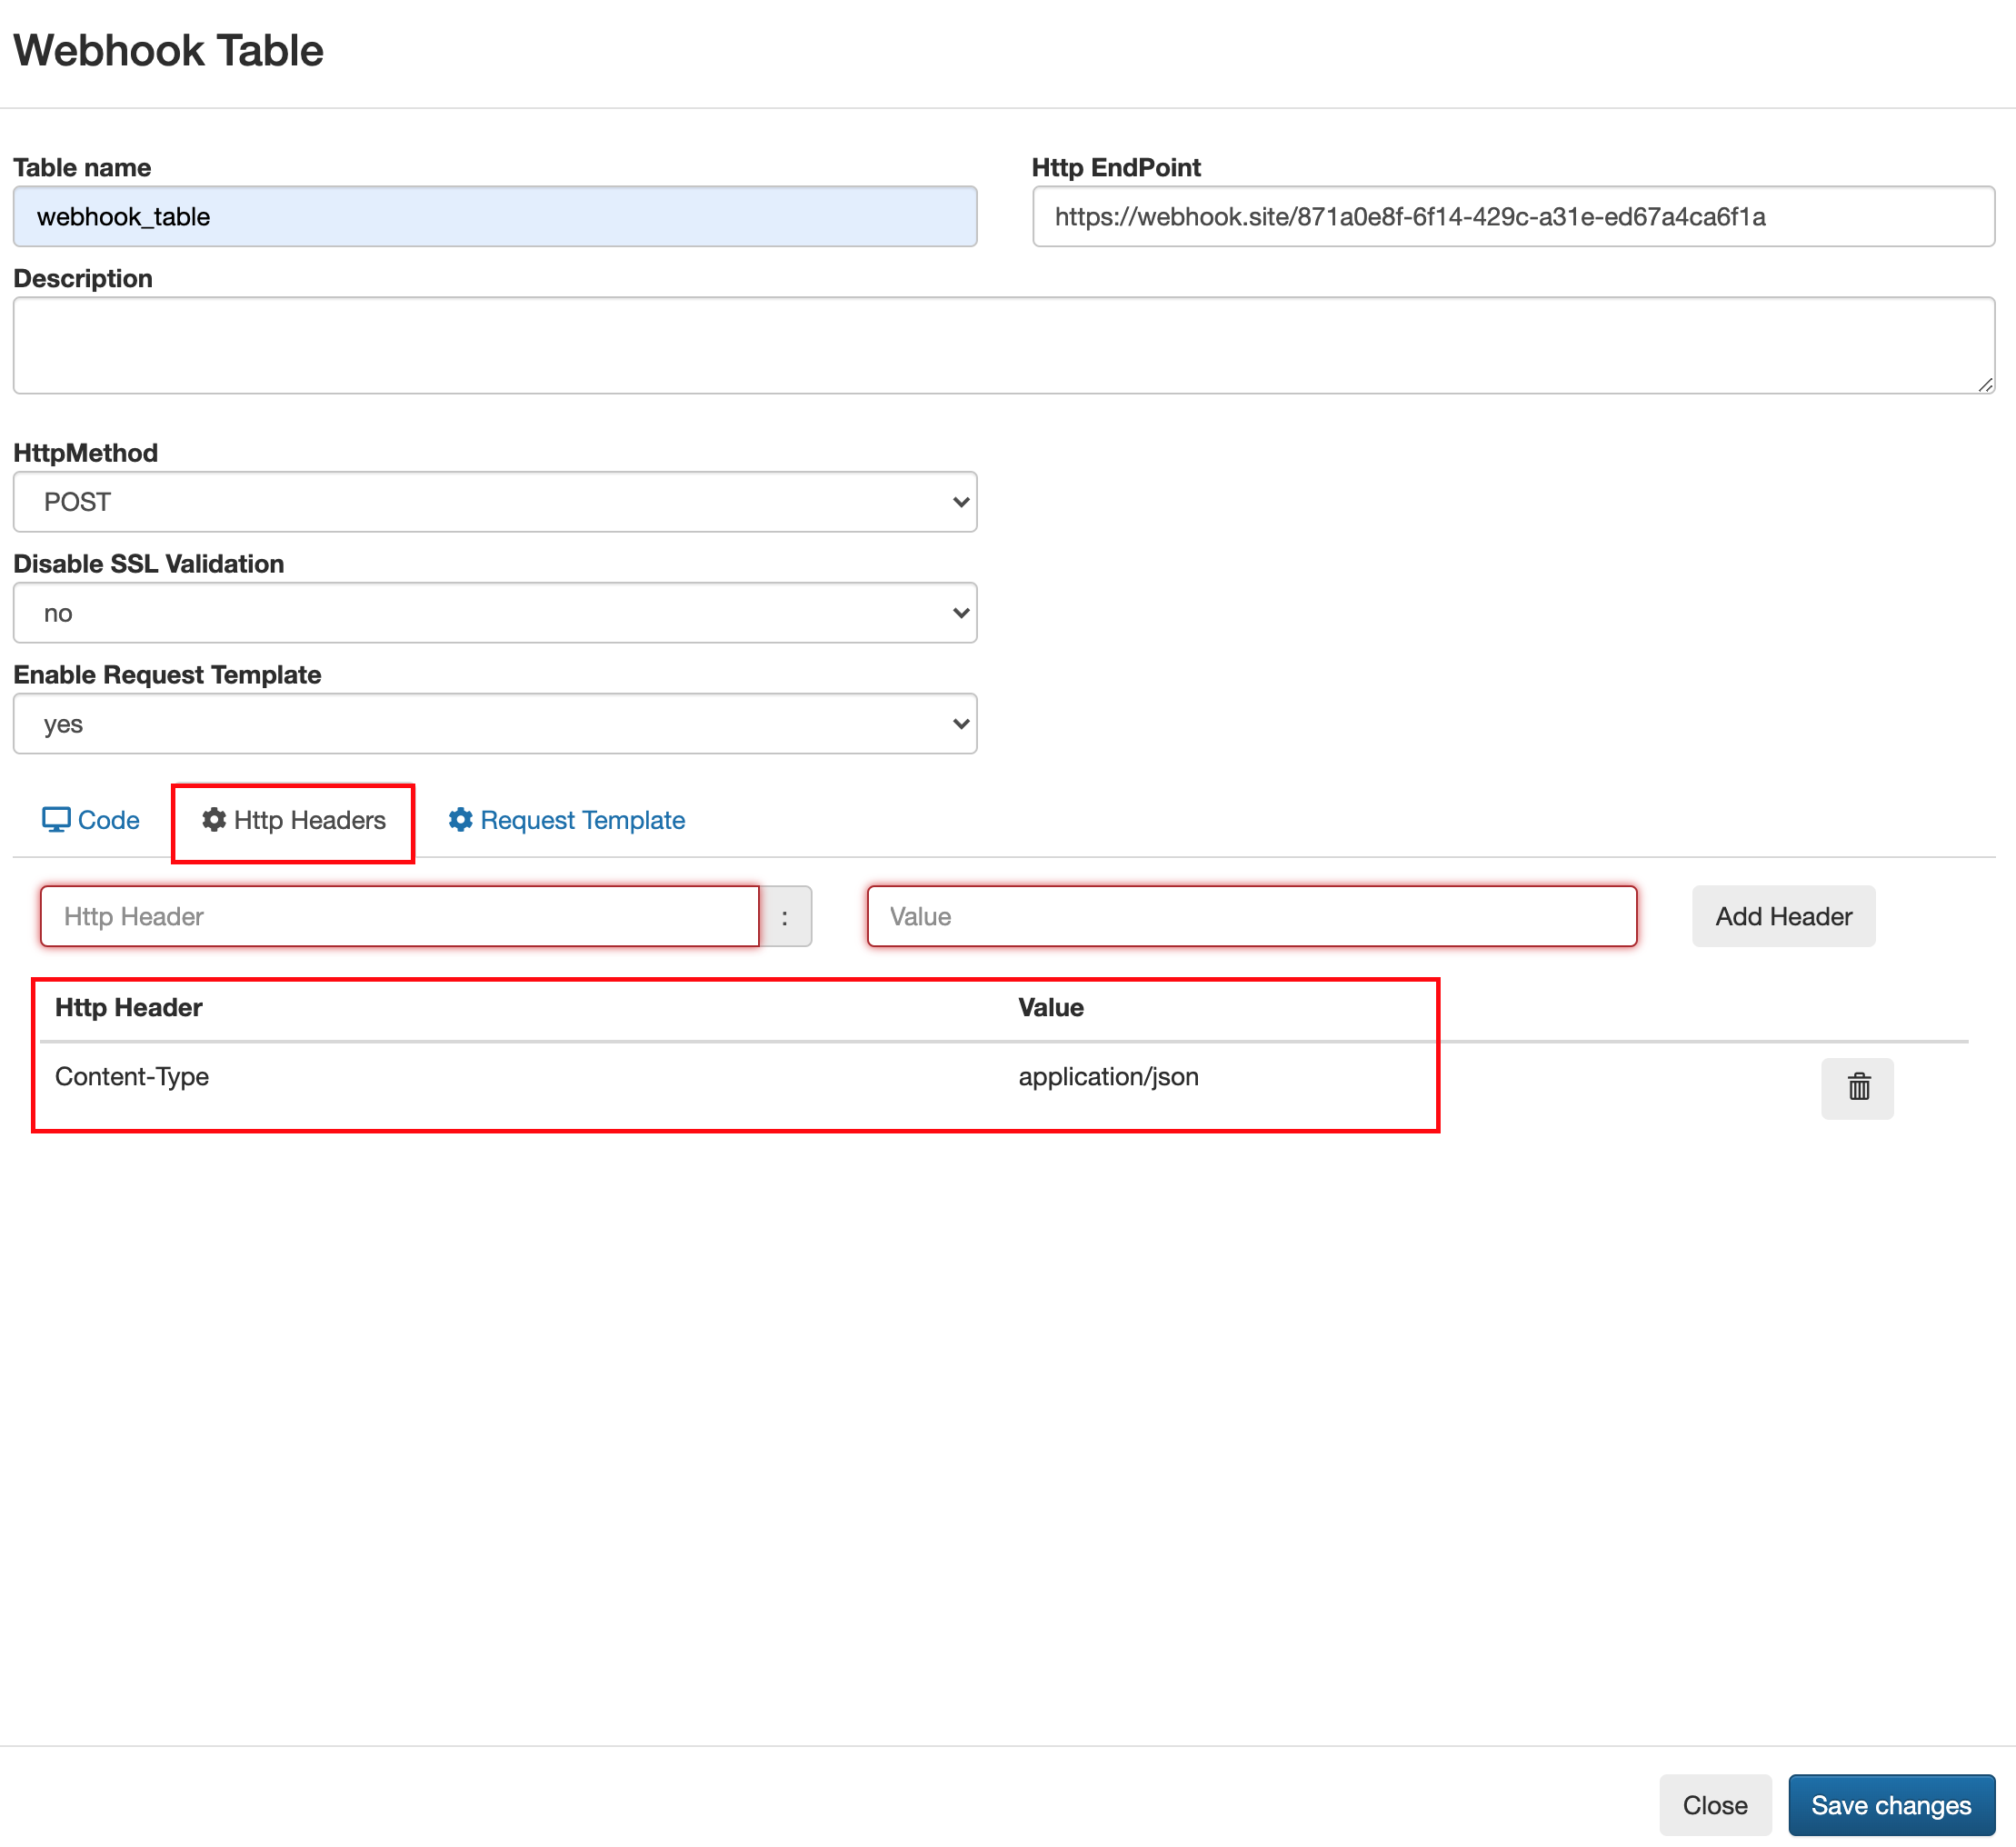 Webhook Table
Table name
Http EndPoint
webhook_table
https://webhook.site/871a0e8f-6f14-429c-a31e-ed67a4ca6f1a
Description
HttpMethod
POST
Disable SSL Validation
no
Enable Request Template
yes
Code
Http Headers
Request Template
Http Header
:
Value
Add Header
Http Header
Value
Content-Type
application/json
Close
Save changes